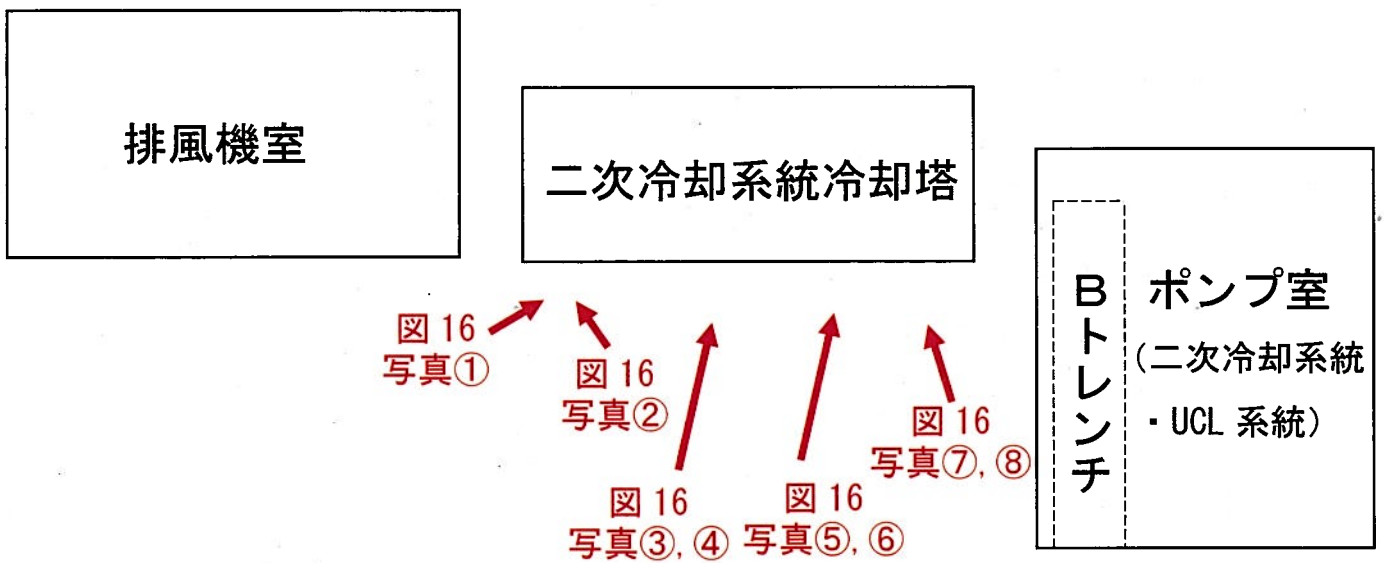 排風機室
二次冷却系統冷却塔
Bトレンチ
ポンプ室
(二次冷却系統
・UCL 系統)
図 16
写真①
図 16
写真②
図 16
写真③, ④
図 16
写真⑤, ⑥
図 16
写真⑦, ⑧